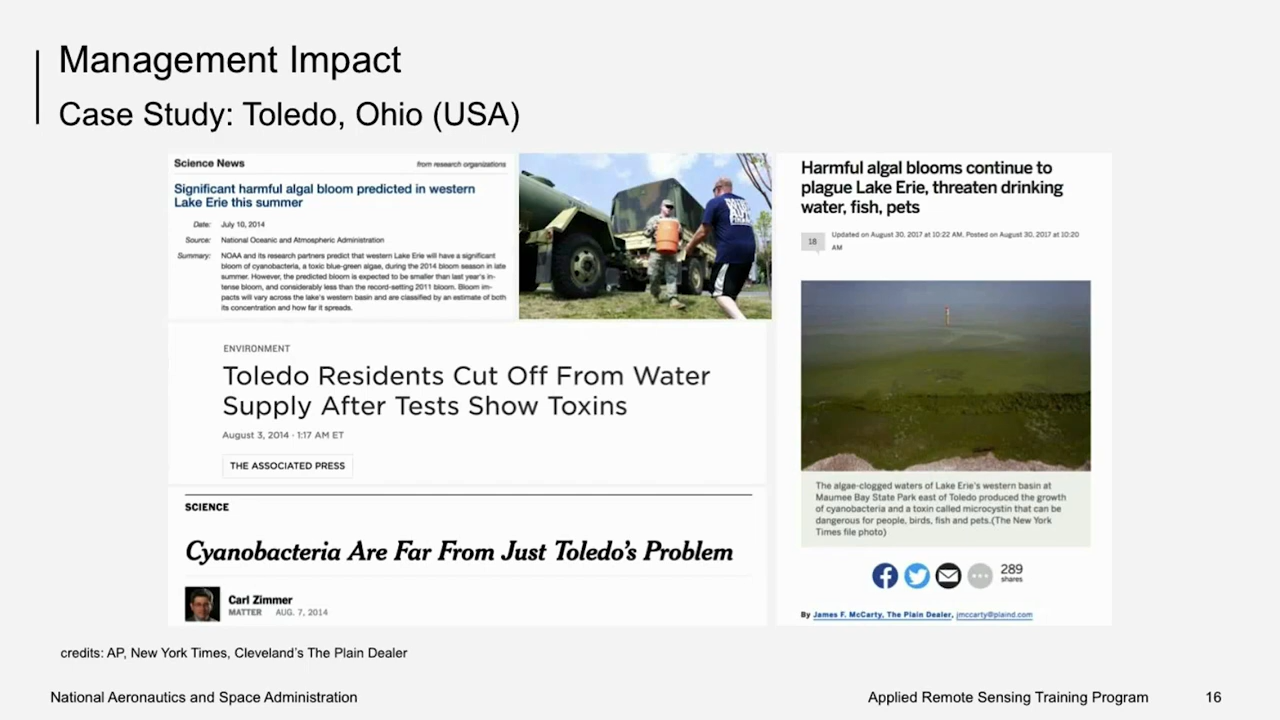 Management Impact
Case Study: Toledo, Ohio (USA)
Science News
from research organizations
Significant harmful algal bloom predicted in western
Lake Erie this summer
Date: July 10, 2014
Source: National Oceanic and Atmospheric Administration
Summary: NOAA and its research partners predict that western Lake Erie will have a significant
bloom of cyanobacteria, a toxic blue-green algae, during the 2014 bloom season in late
summer. However, the predicted bloom is expected to be smaller than last year's in-
tense bloom, and considerably less than the record-setting 2011 bloom. Bloom im-
pacts will vary across the lake's western basin and are classified by an estimate of both
its concentration and how far it spreads.
ENVIRONMENT
Toledo Residents Cut Off From Water
Supply After Tests Show Toxins
August 3, 2014 · 1:17 AM ET
THE ASSOCIATED PRESS
SCIENCE
Cyanobacteria Are Far From Just Toledo's Problem
Carl Zimmer
MATTER AUG. 7, 2014
Harmful algal blooms continue to
plague Lake Erie, threaten drinking
water, fish, pets
18
Updated on August 30, 2017 at 10:22 AM, Posted on August 30, 2017 at 10:20
AM
The algae-clogged waters of Lake Erie's western basin at
Maumee Bay State Park east of Toledo produced the growth
of cyanobacteria and a toxin called microcystin that can be
dangerous for people, birds, fish and pets.(The New York
Times file photo)
289
shares
By James F. McCarty, The Plain Dealer, jmccarty@plaind.com
credits: AP, New York Times, Cleveland's The Plain Dealer
National Aeronautics and Space Administration
Applied Remote Sensing Training Program
16